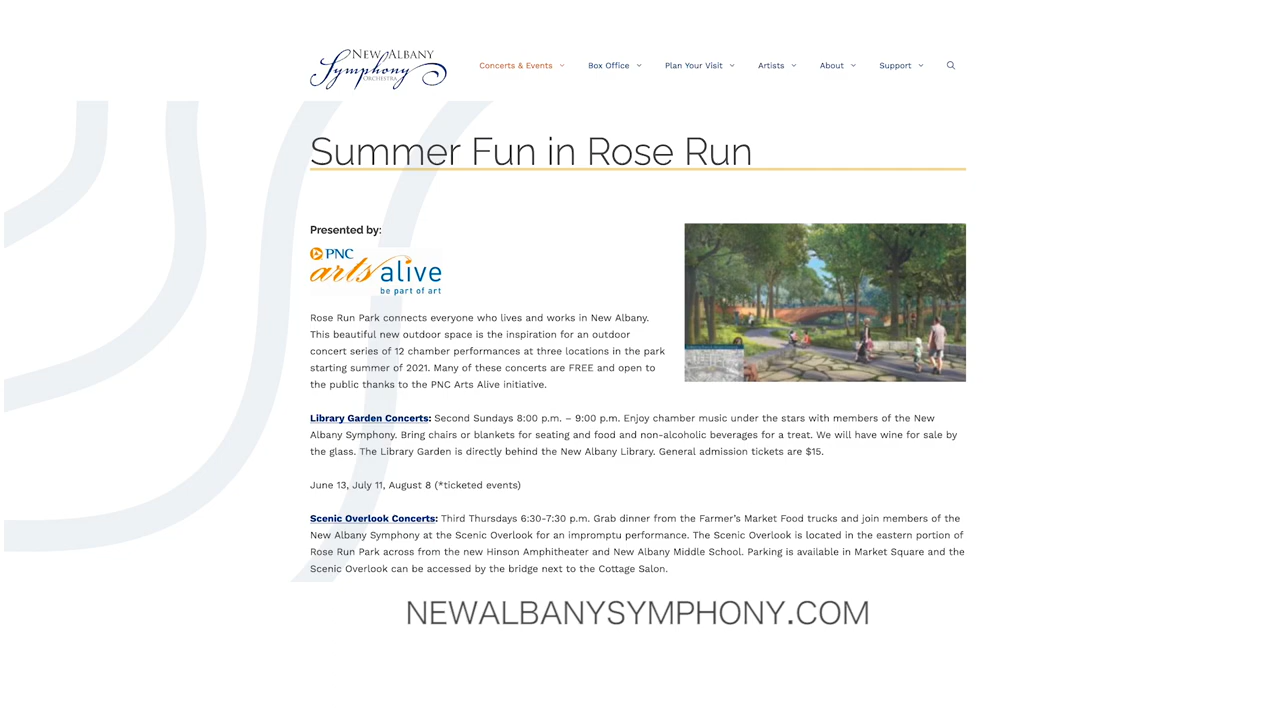 NEW ALBANY
Symphony
ORCHESTRA
Concerts & Events
Box Office
Plan Your Visit
Artists
About
Support
Summer Fun in Rose Run
Presented by:
PNC
arts alive
be part of art
Rose Run Park connects everyone who lives and works in New Albany.
This beautiful new outdoor space is the inspiration for an outdoor
concert series of 12 chamber performances at three locations in the park
starting summer of 2021. Many of these concerts are FREE and open to
the public thanks to the PNC Arts Alive initiative.
Library Garden Concerts: Second Sundays 8:00 p.m. – 9:00 p.m. Enjoy chamber music under the stars with members of the New
Albany Symphony. Bring chairs or blankets for seating and food and non-alcoholic beverages for a treat. We will have wine for sale by
the glass. The Library Garden is directly behind the New Albany Library. General admission tickets are $15.
June 13, July 11, August 8 (*ticketed events)
Scenic Overlook Concerts: Third Thursdays 6:30-7:30 p.m. Grab dinner from the Farmer's Market Food trucks and join members of the
New Albany Symphony at the Scenic Overlook for an impromptu performance. The Scenic Overlook is located in the eastern portion of
Rose Run Park across from the new Hinson Amphitheater and New Albany Middle School. Parking is available in Market Square and the
Scenic Overlook can be accessed by the bridge next to the Cottage Salon.
NEWALBANYSYMPHONY.COM